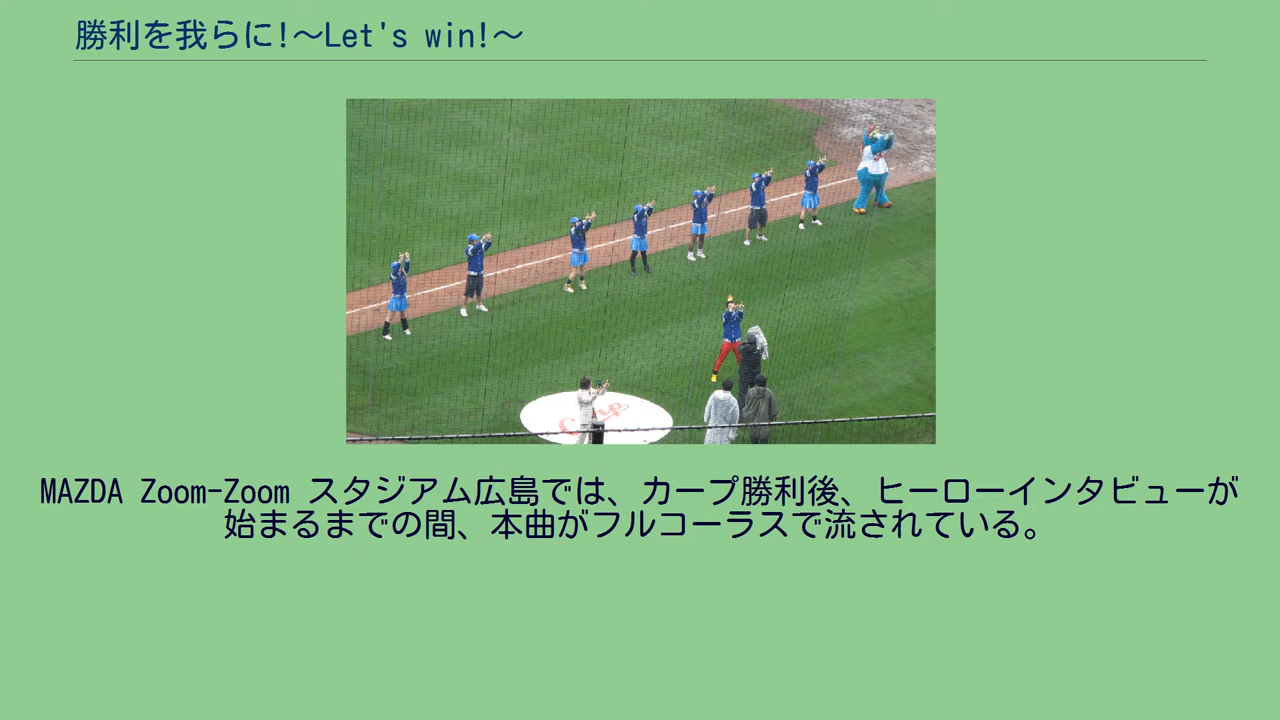 勝利を我らに!～Let's win!～
Carp
MAZDA Zoom-Zoom スタジアム広島では、カープ勝利後、ヒーローインタビューが
始まるまでの間、本曲がフルコーラスで流されている。